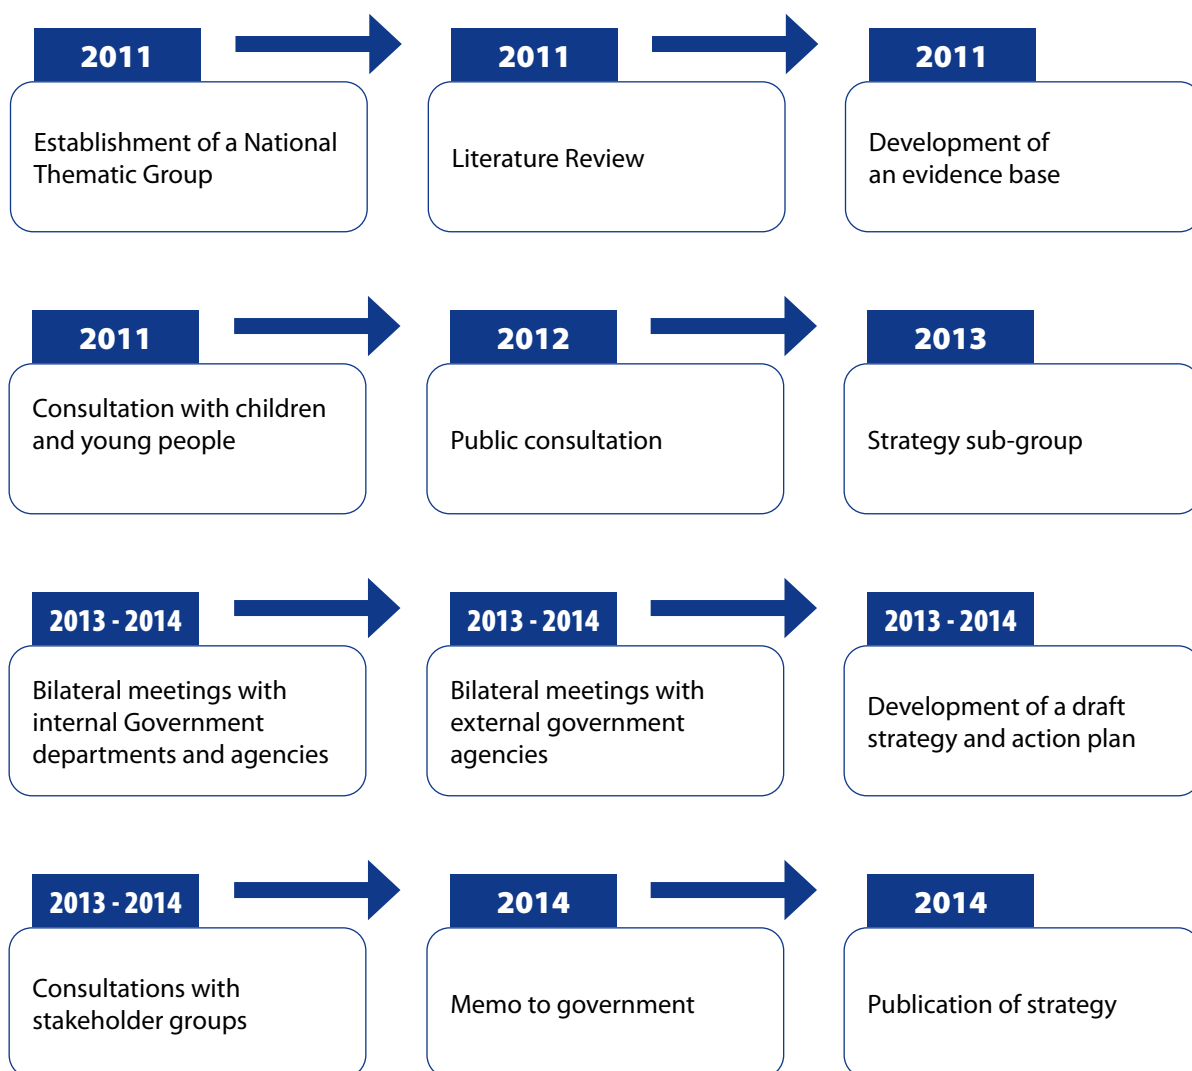 2011
Establishment of a National
Thematic Group
2011
Literature Review
2011
Development of
an evidence base
2011
Consultation with children
and young people
2012
Public consultation
2013
Strategy sub-group
2013 - 2014
Bilateral meetings with
internal Government
departments and agencies
2013 - 2014
Bilateral meetings with
external government
agencies
2013 - 2014
Development of a draft
strategy and action plan
2013 - 2014
Consultations with
stakeholder groups
2014
Memo to government
2014
Publication of strategy